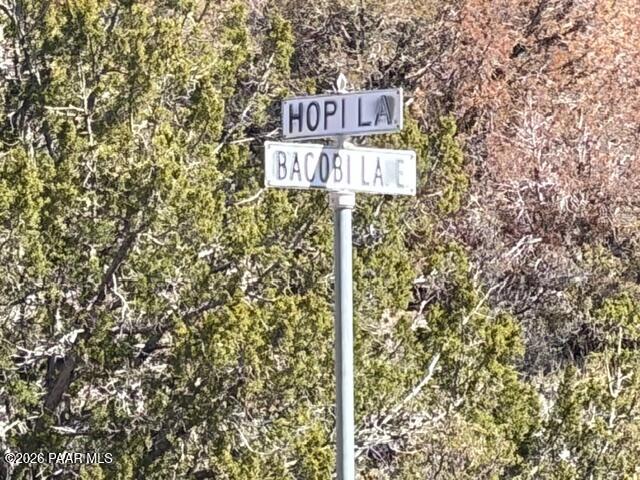 HOPI LA.
BACOBI LA. E
©2026 PAAR MLS